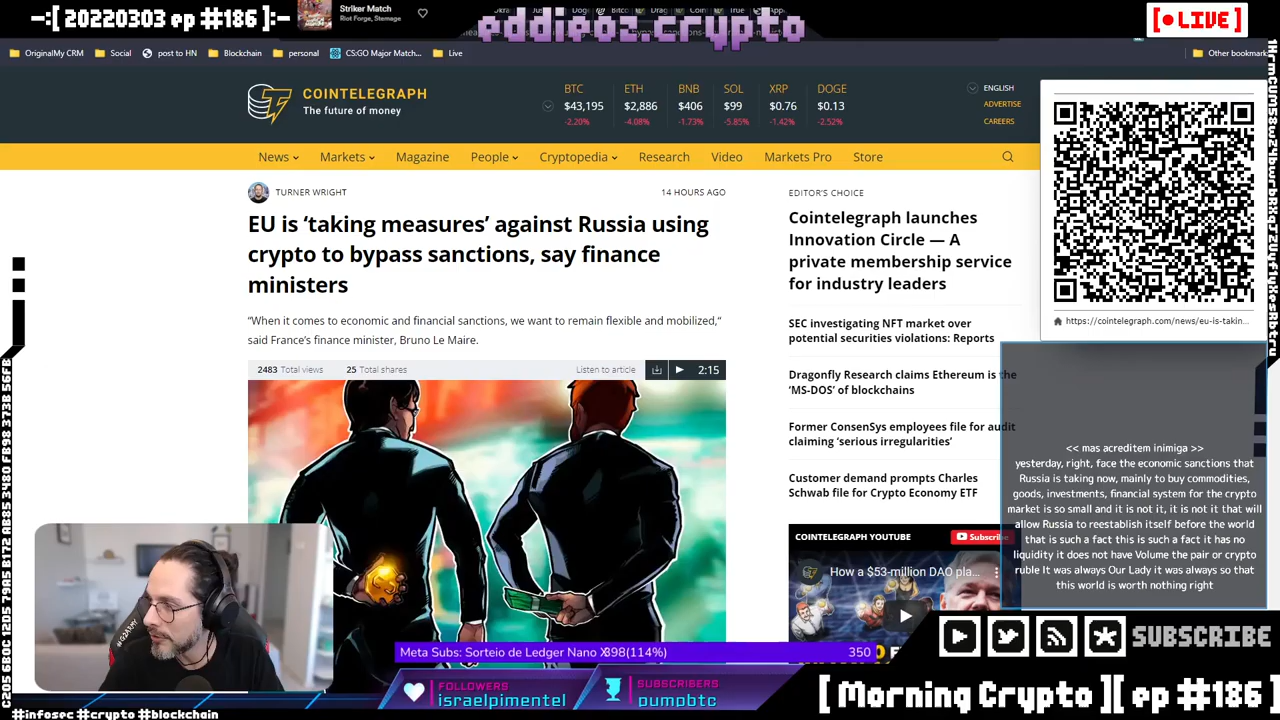 -:[ 20220303 ep #186 ]:-
Striker Match
Riot Forge, Stemage
eddieoz.crypto
[ LIVE ]
OriginalMy CRM
Social
post to HN
Blockchain
personal
CS:GO Major Match...
Live
Other bookmark
COINTELEGRAPH
The future of money
BTC ETH BNB SOL XRP DOGE
$43,195 $2,886 $406 $99 $0.76 $0.13
-2.20% -4.08% -1.73% -5.85% -1.42% -2.52%
ENGLISH
ADVERTISE
CAREERS
News Markets Magazine People Cryptopedia Research Video Markets Pro Store
TURNER WRIGHT
14 HOURS AGO
EU is ‘taking measures’ against Russia using
crypto to bypass sanctions, say finance
ministers
“When it comes to economic and financial sanctions, we want to remain flexible and mobilized,“
said France’s finance minister, Bruno Le Maire.
2483 Total views
25 Total shares
Listen to article
2:15
EDITOR’S CHOICE
Cointelegraph launches
Innovation Circle — A
private membership service
for industry leaders
SEC investigating NFT market over
potential securities violations: Reports
Dragonfly Research claims Ethereum is the
‘MS-DOS’ of blockchains
Former ConsenSys employees file for audit
claiming ‘serious irregularities’
Customer demand prompts Charles
Schwab file for Crypto Economy ETF
COINTELEGRAPH YOUTUBE
Subscribe
How a $53-million DAO pla...
https://cointelegraph.com/news/eu-is-takin...
<< mas acreditem inimiga >>
yesterday, right, face the economic sanctions that
Russia is taking now, mainly to buy commodities,
goods, investments, financial system for the crypto
market is so small and it is not it, it is not it that will
allow Russia to reestablish itself before the world
that is such a fact this is such a fact it has no
liquidity it does not have Volume the pair or crypto
ruble It was always Our Lady it was always so that
this world is worth nothing right
Meta Subs: Sorteio de Ledger Nano X
398(114%)
350
FOLLOWERS
israelpimentel
SUBSCRIBERS
pumpbtc
SUBSCRIBE
[ Morning Crypto ][ ep #186 ]
#infosec #crypto #blockchain